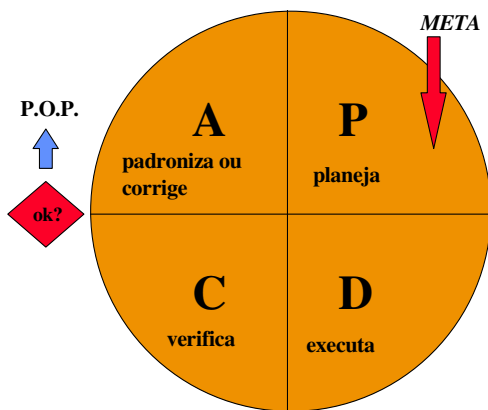 META
P.O.P.
A
padroniza ou
corrige
P
planeja
ok?
C
verifica
D
executa